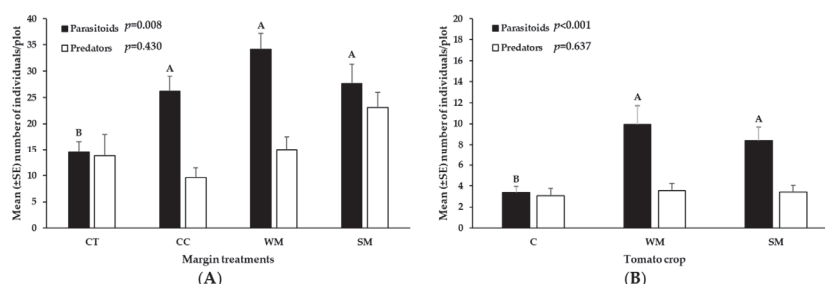 Mean (±SE) number of individuals/plot
40
35
30
25
20
15
10
5
0
Parasitoids p=0.008
Predators p=0.430
B
A
A
A
CT CC WM SM
Margin treatments
(A)
Mean (±SE) number of individuals/plot
20
18
16
14
12
10
8
6
4
2
0
Parasitoids p<0.001
Predators p=0.637
B
A
A
C WM SM
Tomato crop
(B)